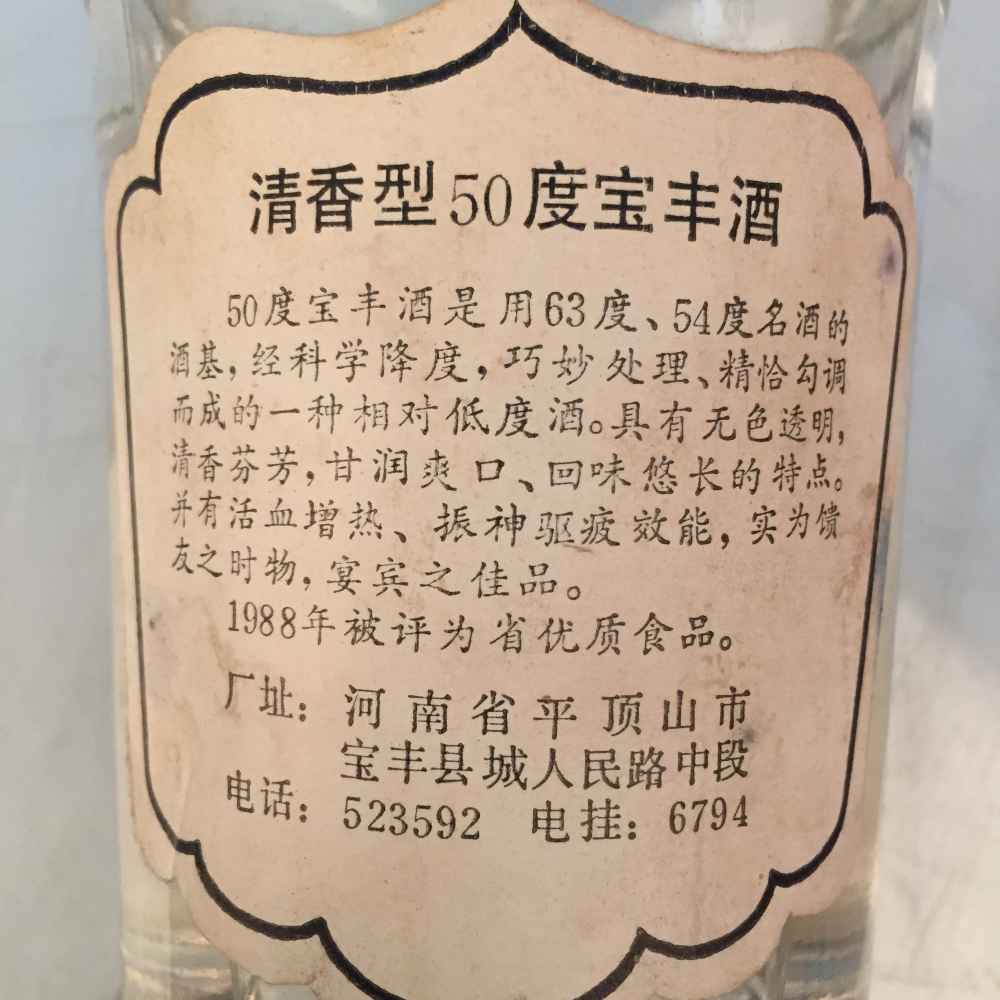 清香型50度宝丰酒
50度宝丰酒是用63度、54度名酒的
酒基，经科学降度，巧妙处理、精恰勾调
而成的一种相对低度酒。具有无色透明，
清香芬芳，甘润爽口、回味悠长的特点。
并有活血增热、振神驱疲效能，实为馈
友之时物，宴宾之佳品。
1988年被评为省优质食品。
厂址：河南省平顶山市
宝丰县城人民路中段
电话：523592 电挂：6794